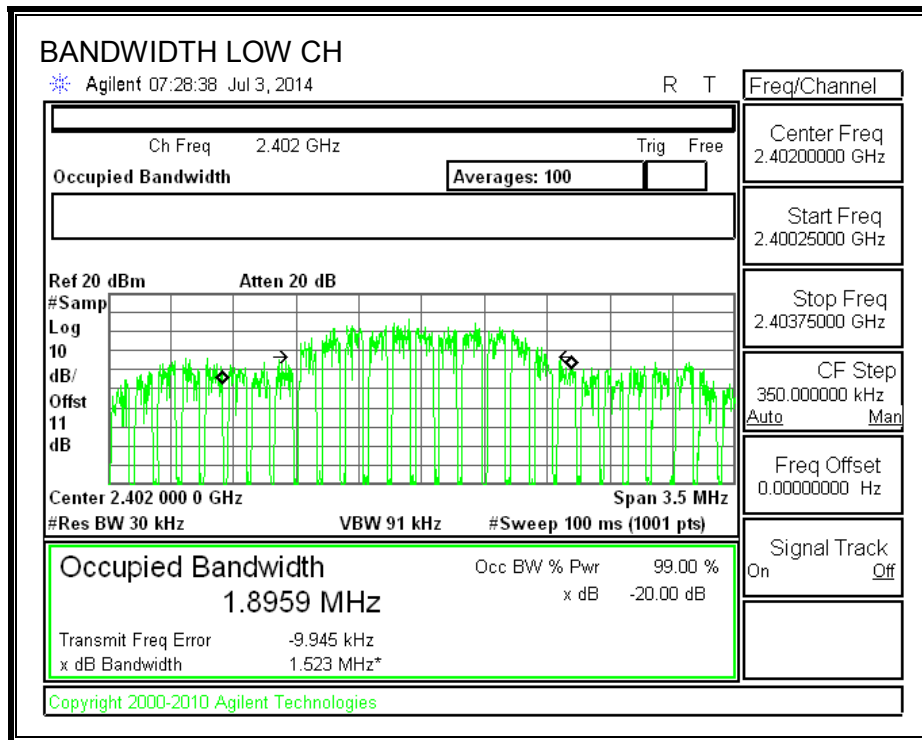 BANDWIDTH LOW CH
Agilent 07:28:38 Jul 3, 2014 R T
Ch Freq 2.402 GHz Trig Free
Occupied Bandwidth Averages: 100
Ref 20 dBm Atten 20 dB
#Samp
Log
10
dB/
Offst
11
dB
Center 2.402 000 0 GHz Span 3.5 MHz
#Res BW 30 kHz VBW 91 kHz #Sweep 100 ms (1001 pts)
Occupied Bandwidth Occ BW % Pwr 99.00 %
1.8959 MHz x dB -20.00 dB
Transmit Freq Error -9.945 kHz
x dB Bandwidth 1.523 MHz*
Copyright 2000-2010 Agilent Technologies
Freq/Channel
Center Freq
2.40200000 GHz
Start Freq
2.40025000 GHz
Stop Freq
2.40375000 GHz
CF Step
350.000000 kHz
Auto Man
Freq Offset
0.00000000 Hz
Signal Track
On Off